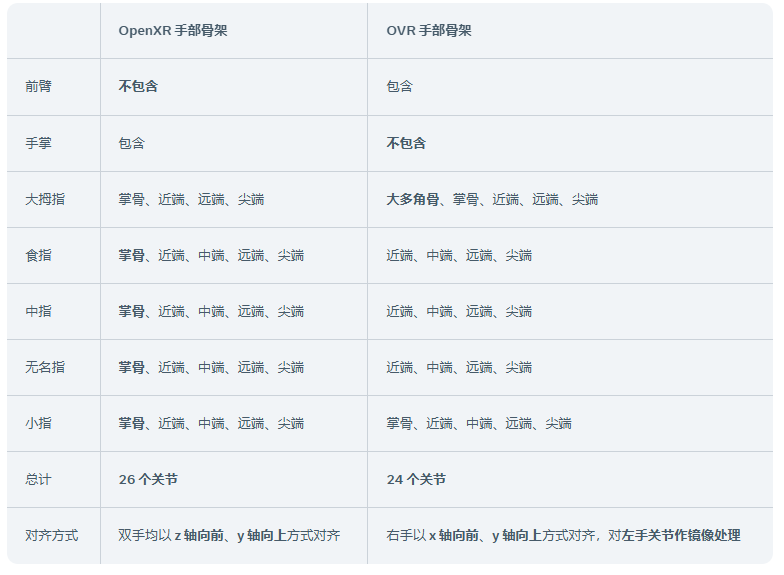 OpenXR 手部骨架 OVR 手部骨架
前臂 不包含 包含
手掌 包含 不包含
大拇指 掌骨、近端、远端、尖端 大多角骨、掌骨、近端、远端、尖端
食指 掌骨、近端、中端、远端、尖端 近端、中端、远端、尖端
中指 掌骨、近端、中端、远端、尖端 近端、中端、远端、尖端
无名指 掌骨、近端、中端、远端、尖端 近端、中端、远端、尖端
小指 掌骨、近端、中端、远端、尖端 掌骨、近端、中端、远端、尖端
总计 26 个关节 24 个关节
对齐方式 双手均以 z 轴向前、y 轴向上方式对齐 右手以 x 轴向前、y 轴向上方式对齐，对左手关节作镜像处理